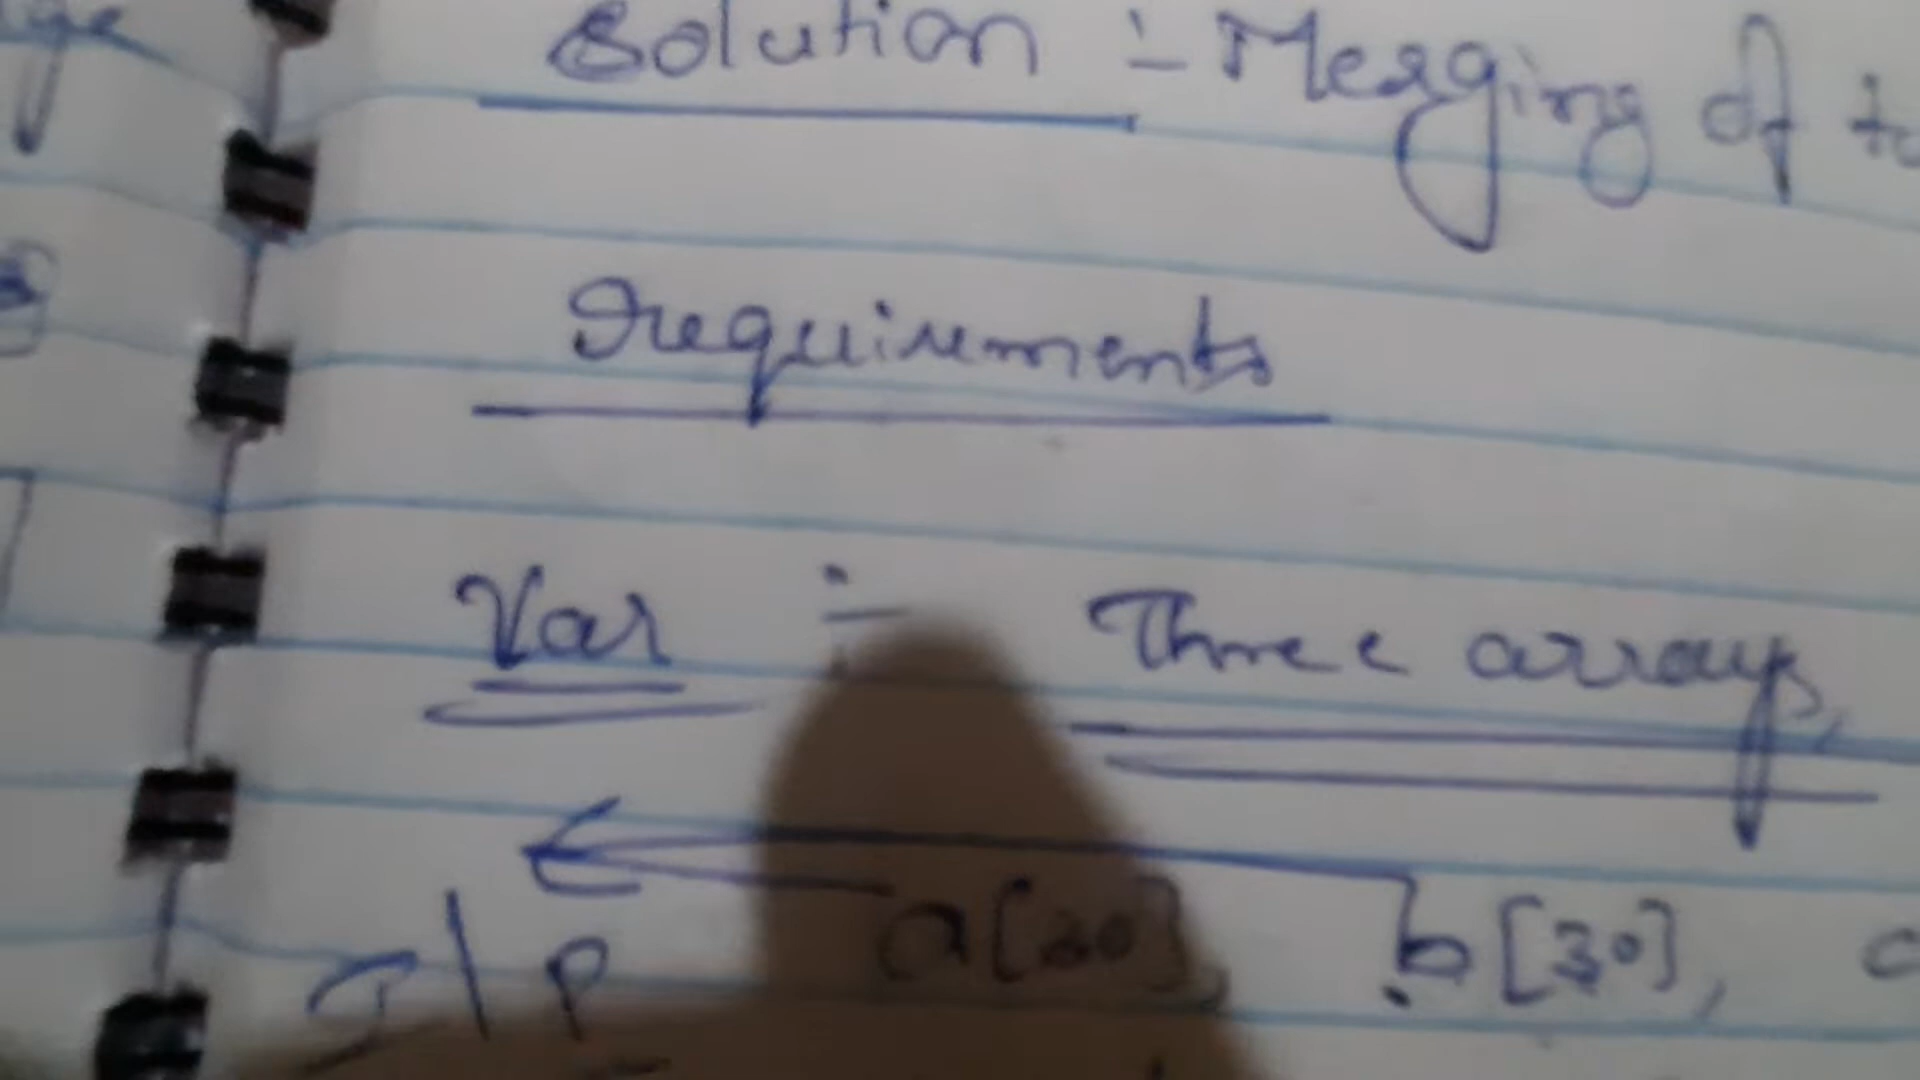 Solution :- Merging of
requirements
Var :- Three arrays,
a[20], b[30],
I/P